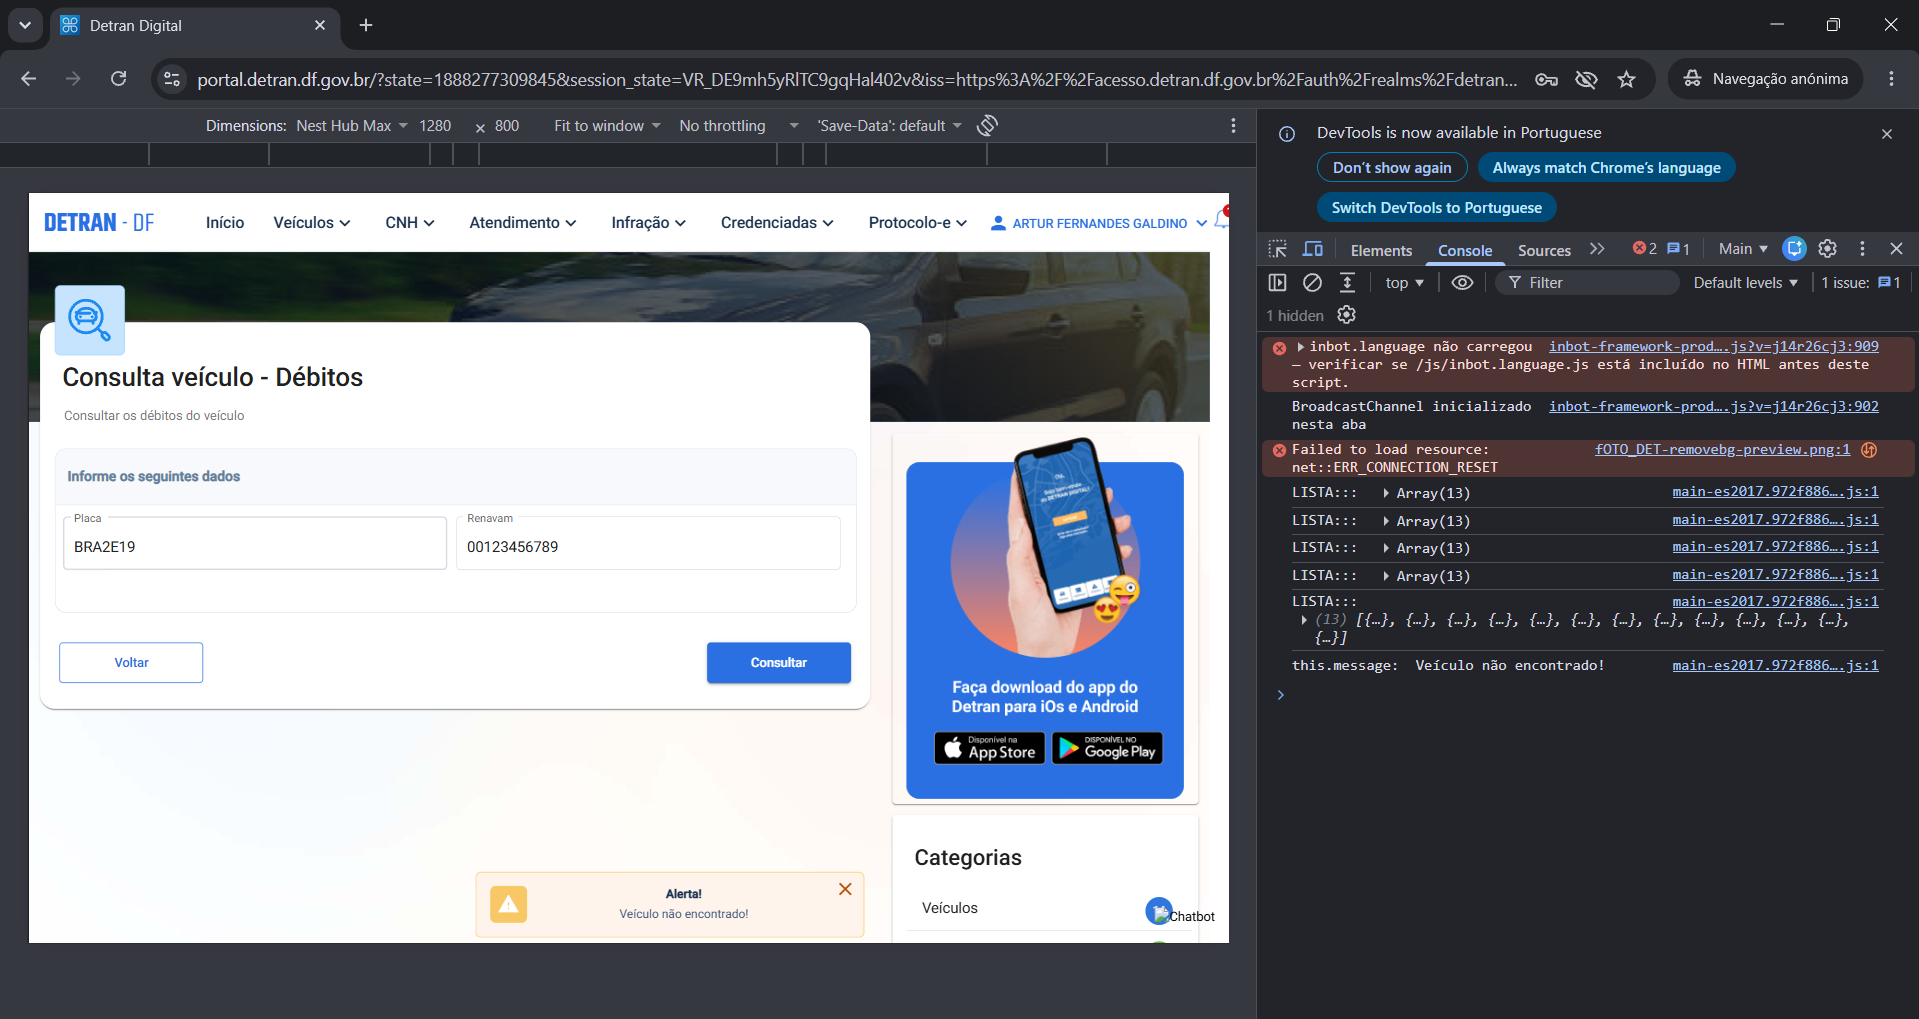 Detran Digital
portal.detran.df.gov.br/?state=1888277309845&session_state=VR_DE9mh5yRlTC9gqHal402v&iss=https%3A%2F%2Facesso.detran.df.gov.br%2Fauth%2Frealms%2Fdetran...
Navegação anónima
Dimensions: Nest Hub Max 1280 x 800 Fit to window No throttling 'Save-Data': default
DETRAN - DF
Início Veículos CNH Atendimento Infração Credenciadas Protocolo-e ARTUR FERNANDES GALDINO
Consulta veículo - Débitos
Consultar os débitos do veículo
Informe os seguintes dados
Placa
BRA2E19
Renavam
00123456789
Voltar
Consultar
DETRAN DIGITAL!
Faça download do app do
Detran para iOs e Android
Disponível na
App Store
DISPONÍVEL NO
Google Play
Categorias
Veículos
Chatbot
Alerta!
Veículo não encontrado!
DevTools is now available in Portuguese
Don't show again
Always match Chrome's language
Switch DevTools to Portuguese
Elements Console Sources 2 1 Main
top Filter Default levels 1 issue: 1
1 hidden
inbot.language não carregou inbot-framework-prod….js?v=j14r26cj3:909
— verificar se /js/inbot.language.js está incluído no HTML antes deste
script.
BroadcastChannel inicializado inbot-framework-prod….js?v=j14r26cj3:902
nesta aba
Failed to load resource: fOTO_DET-removebg-preview.png:1
net::ERR_CONNECTION_RESET
LISTA::: Array(13) main-es2017.972f886….js:1
LISTA::: Array(13) main-es2017.972f886….js:1
LISTA::: Array(13) main-es2017.972f886….js:1
LISTA::: Array(13) main-es2017.972f886….js:1
LISTA::: main-es2017.972f886….js:1
(13) [{…}, {…}, {…}, {…}, {…}, {…}, {…}, {…}, {…}, {…}, {…}, {…},
{…}]
this.message: Veículo não encontrado! main-es2017.972f886….js:1